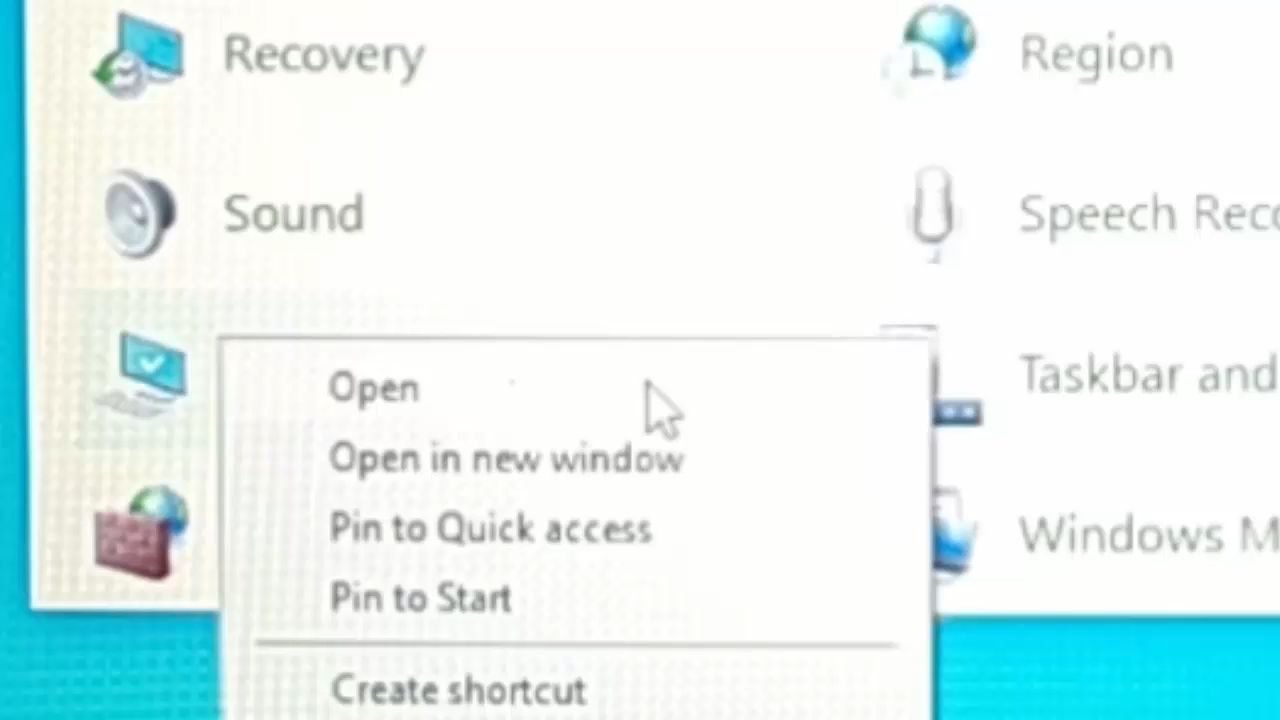 Recovery
Region
Sound
Speech Reco
Taskbar and
Windows M
Open
Open in new window
Pin to Quick access
Pin to Start
Create shortcut